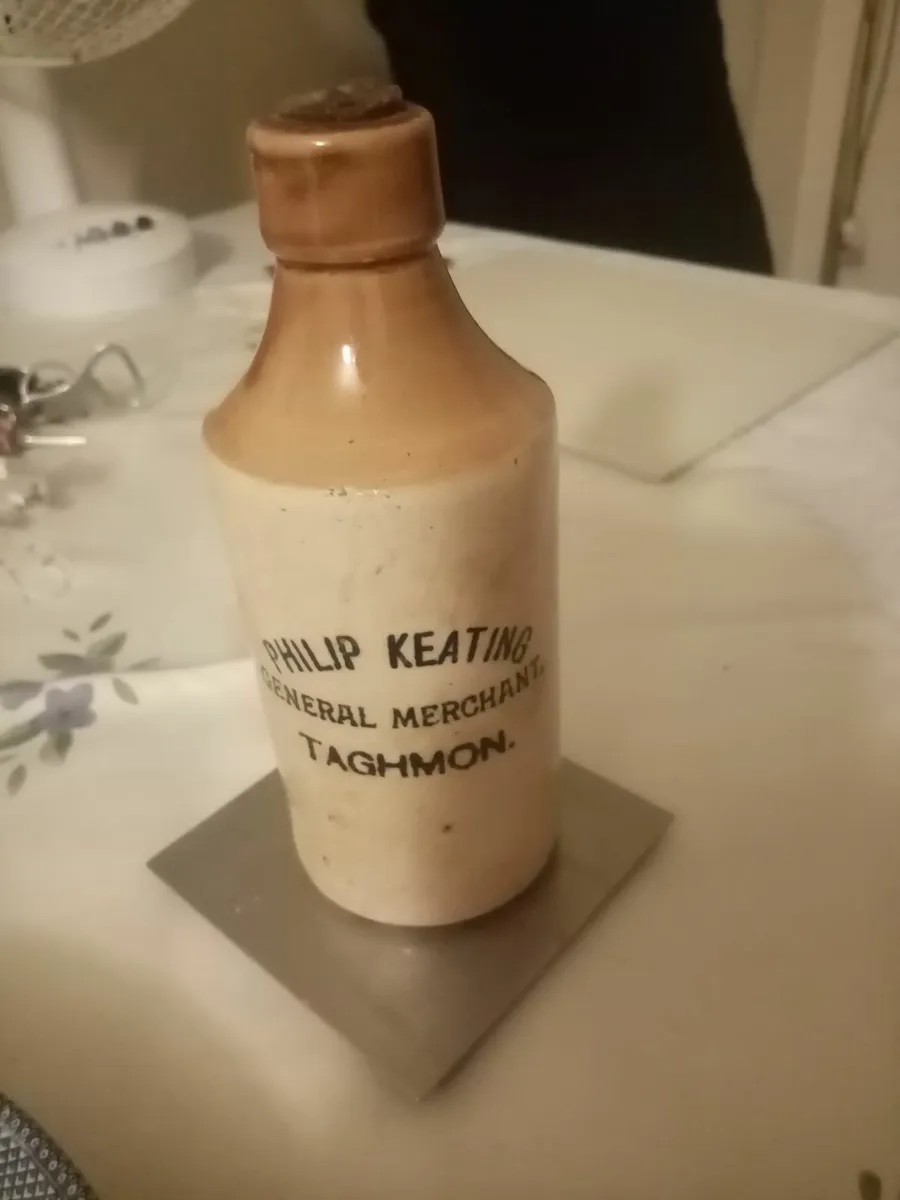 PHILIP KEATING
GENERAL MERCHANT.
TAGHMON.